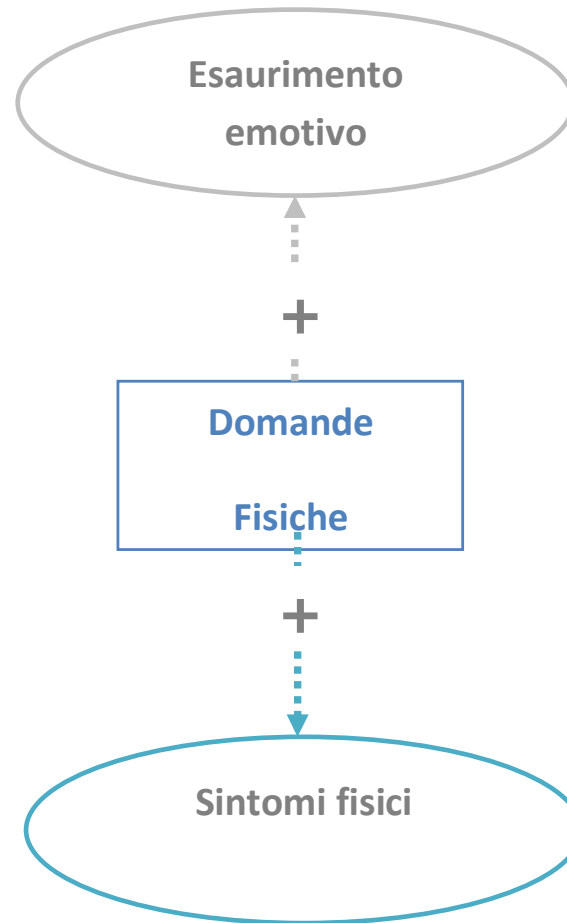 Esaurimento
emotivo
+
Domande
Fisiche
+
Sintomi fisici